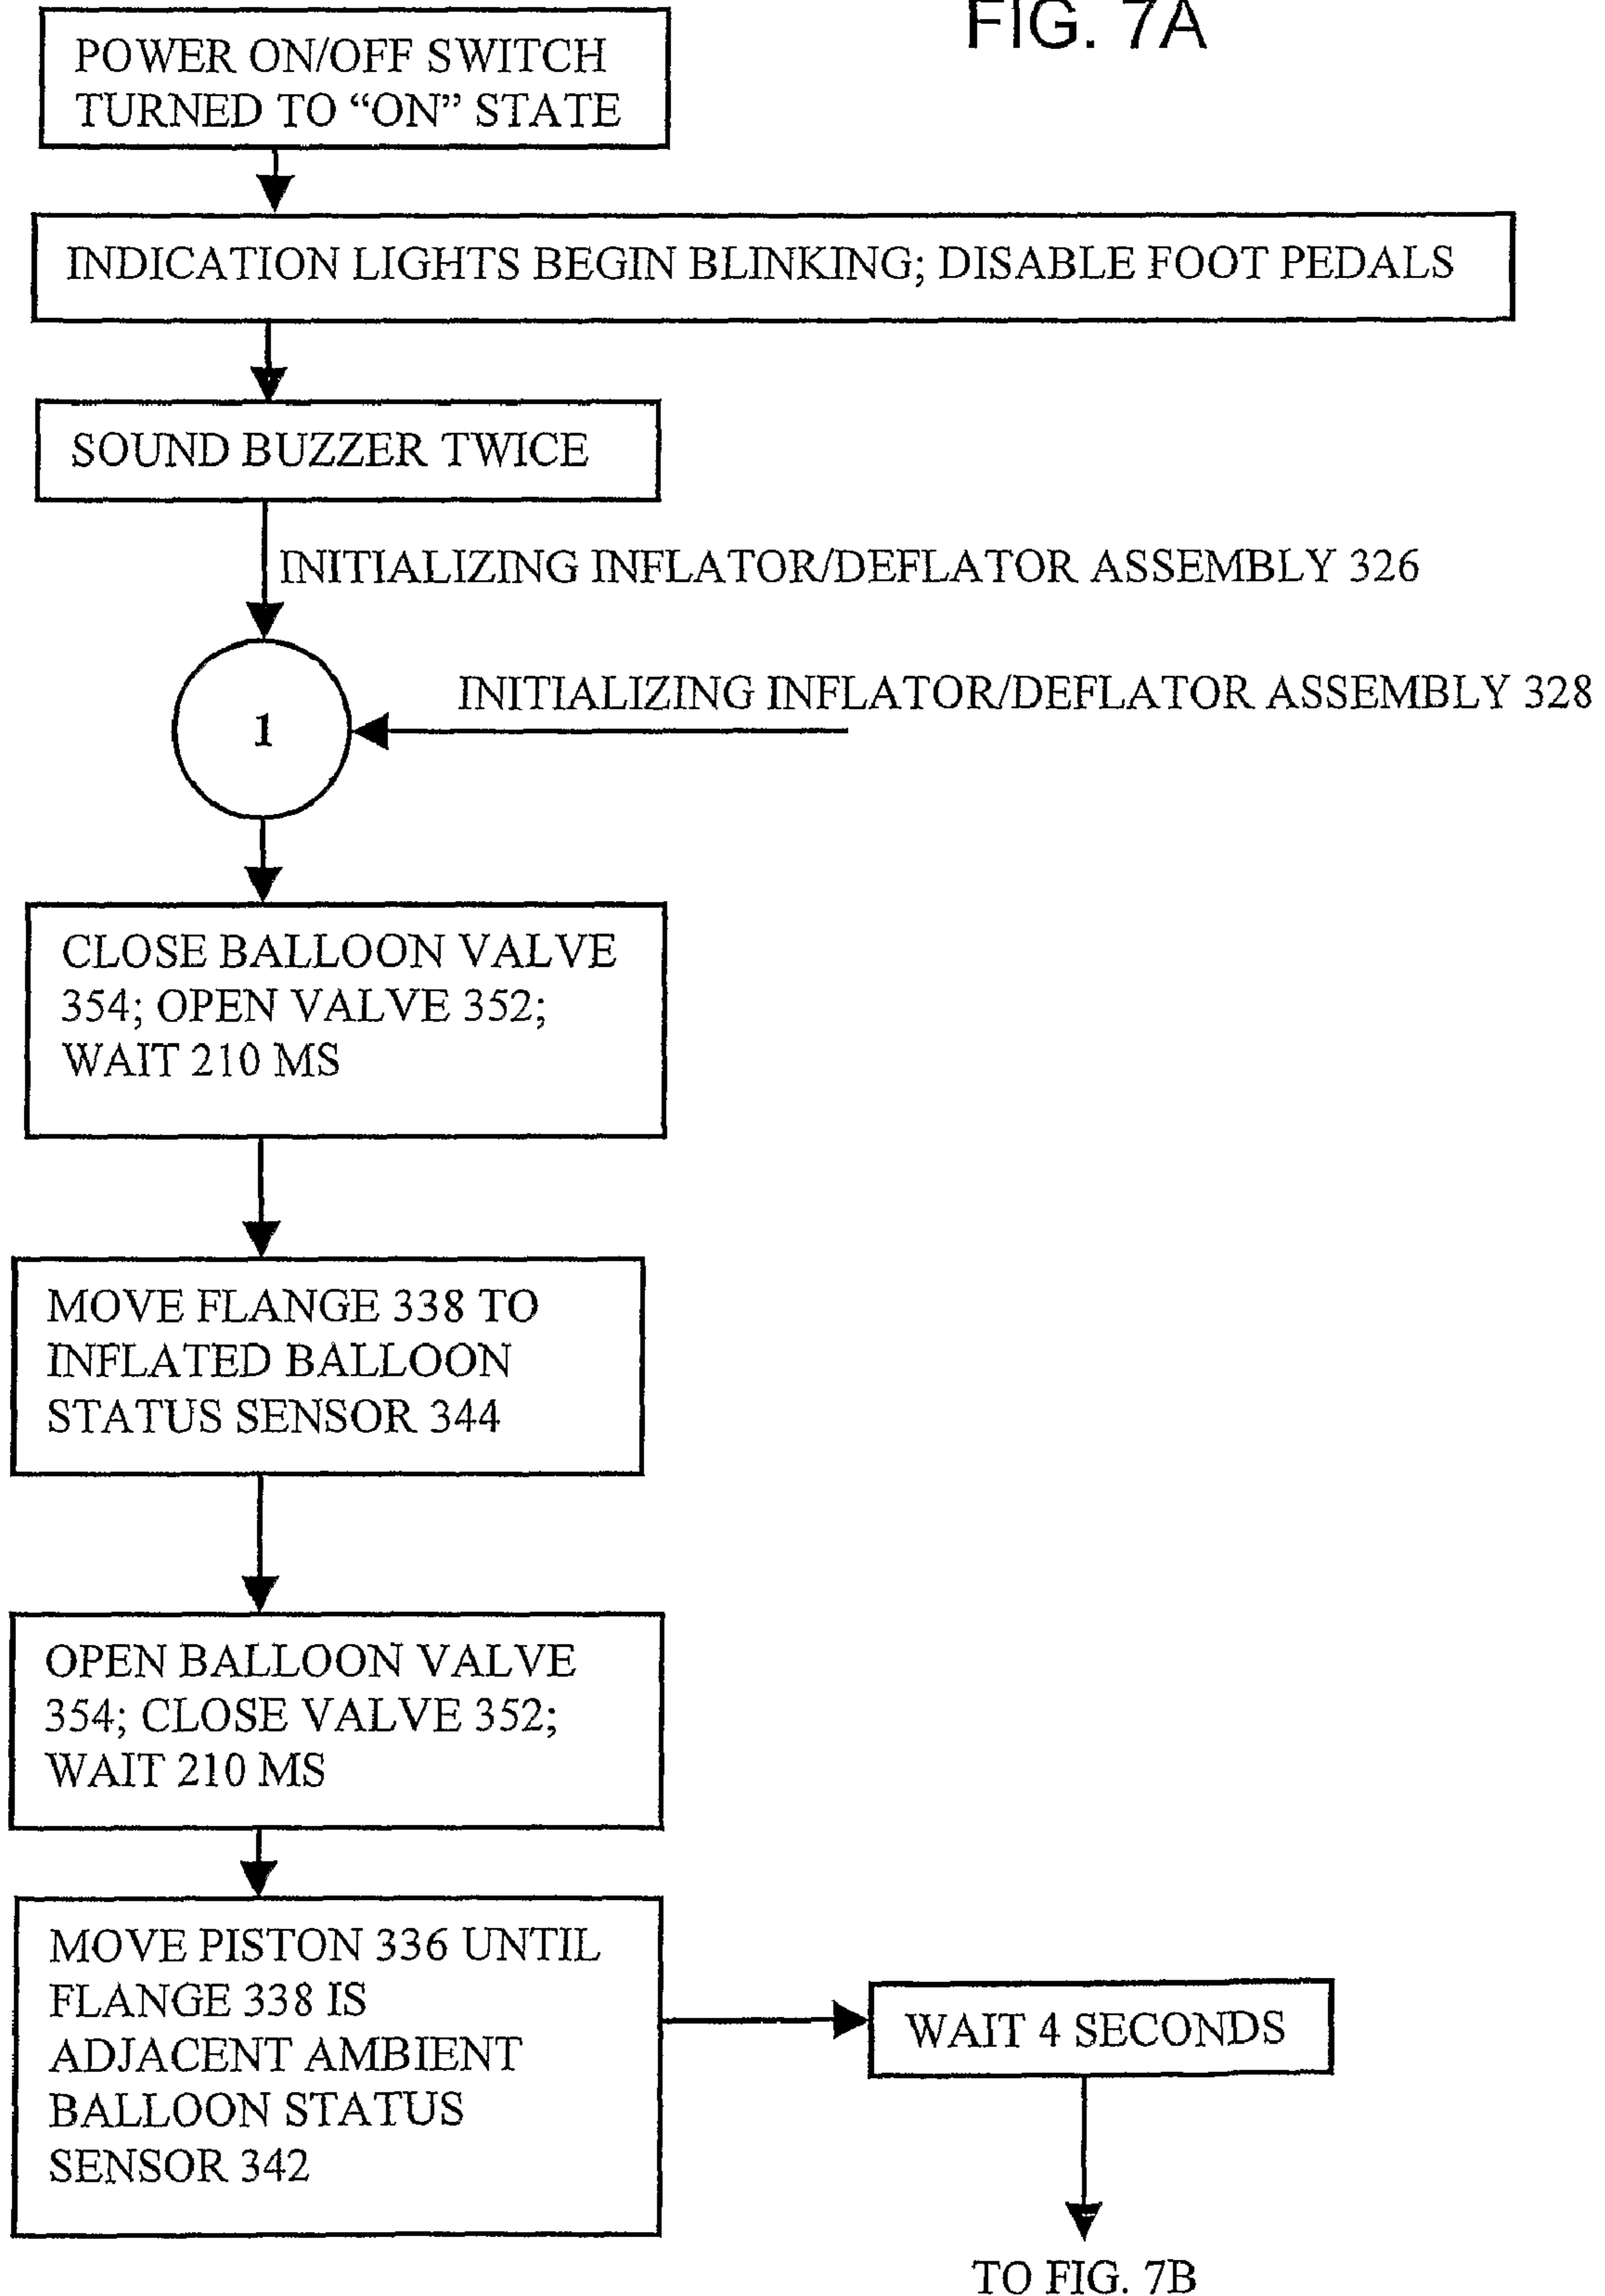 FIG. 7A
POWER ON/OFF SWITCH
TURNED TO “ON” STATE
INDICATION LIGHTS BEGIN BLINKING; DISABLE FOOT PEDALS
SOUND BUZZER TWICE
INITIALIZING INFLATOR/DEFLATOR ASSEMBLY 326
INITIALIZING INFLATOR/DEFLATOR ASSEMBLY 328
1
CLOSE BALLOON VALVE
354; OPEN VALVE 352;
WAIT 210 MS
MOVE FLANGE 338 TO
INFLATED BALLOON
STATUS SENSOR 344
OPEN BALLOON VALVE
354; CLOSE VALVE 352;
WAIT 210 MS
MOVE PISTON 336 UNTIL
FLANGE 338 IS
ADJACENT AMBIENT
BALLOON STATUS
SENSOR 342
WAIT 4 SECONDS
TO FIG. 7B